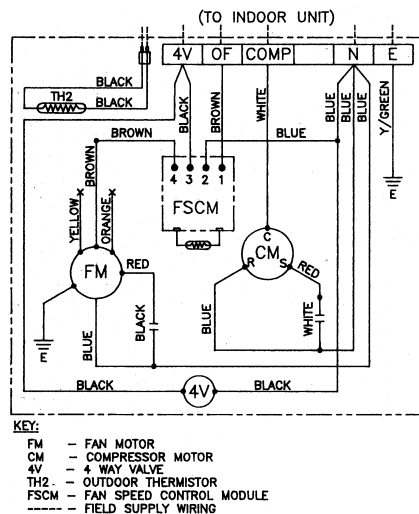 (TO INDOOR UNIT)
4V OF COMP N E
BLACK
TH2
BLACK
BROWN
BLACK
BROWN
WHITE
BLUE
BLUE
BLUE
BLUE
Y/GREEN
BROWN
4 3 2 1
FSCM
E
YELLOW
ORANGE
C
CM
R S
RED
FM
RED
E
BLUE
BLACK
BLUE
WHITE
BLACK
4V
BLACK
KEY:
FM – FAN MOTOR
CM – COMPRESSOR MOTOR
4V – 4 WAY VALVE
TH2 – OUTDOOR THERMISTOR
FSCM – FAN SPEED CONTROL MODULE
----- – FIELD SUPPLY WIRING